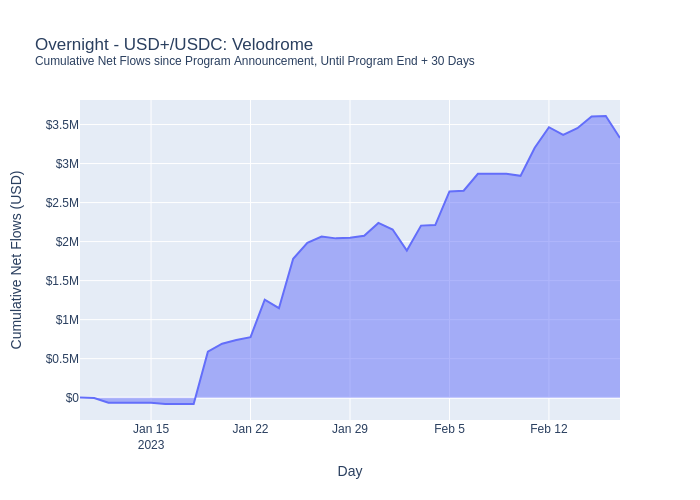 Overnight - USD+/USDC: Velodrome
Cumulative Net Flows since Program Announcement, Until Program End + 30 Days
Cumulative Net Flows (USD)
$3.5M
$3M
$2.5M
$2M
$1.5M
$1M
$0.5M
$0
Jan 15
2023
Jan 22
Jan 29
Feb 5
Feb 12
Day